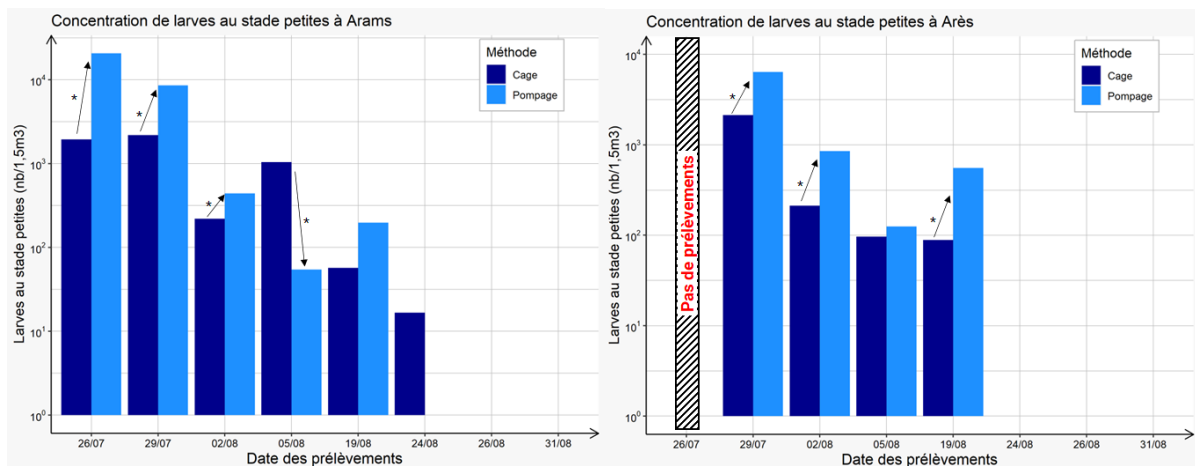 Concentration de larves au stade petites à Arams
Larves au stade petites (nb/1,5m3)
10⁴
10³
10²
10¹
10⁰
Méthode
Cage
Pompage
*
*
*
*
26/07
29/07
02/08
05/08
19/08
24/08
26/08
31/08
Date des prélèvements
Concentration de larves au stade petites à Arès
Larves au stade petites (nb/1,5m3)
10⁴
10³
10²
10¹
10⁰
Pas de prélèvements
Méthode
Cage
Pompage
*
*
*
26/07
29/07
02/08
05/08
19/08
24/08
26/08
31/08
Date des prélèvements